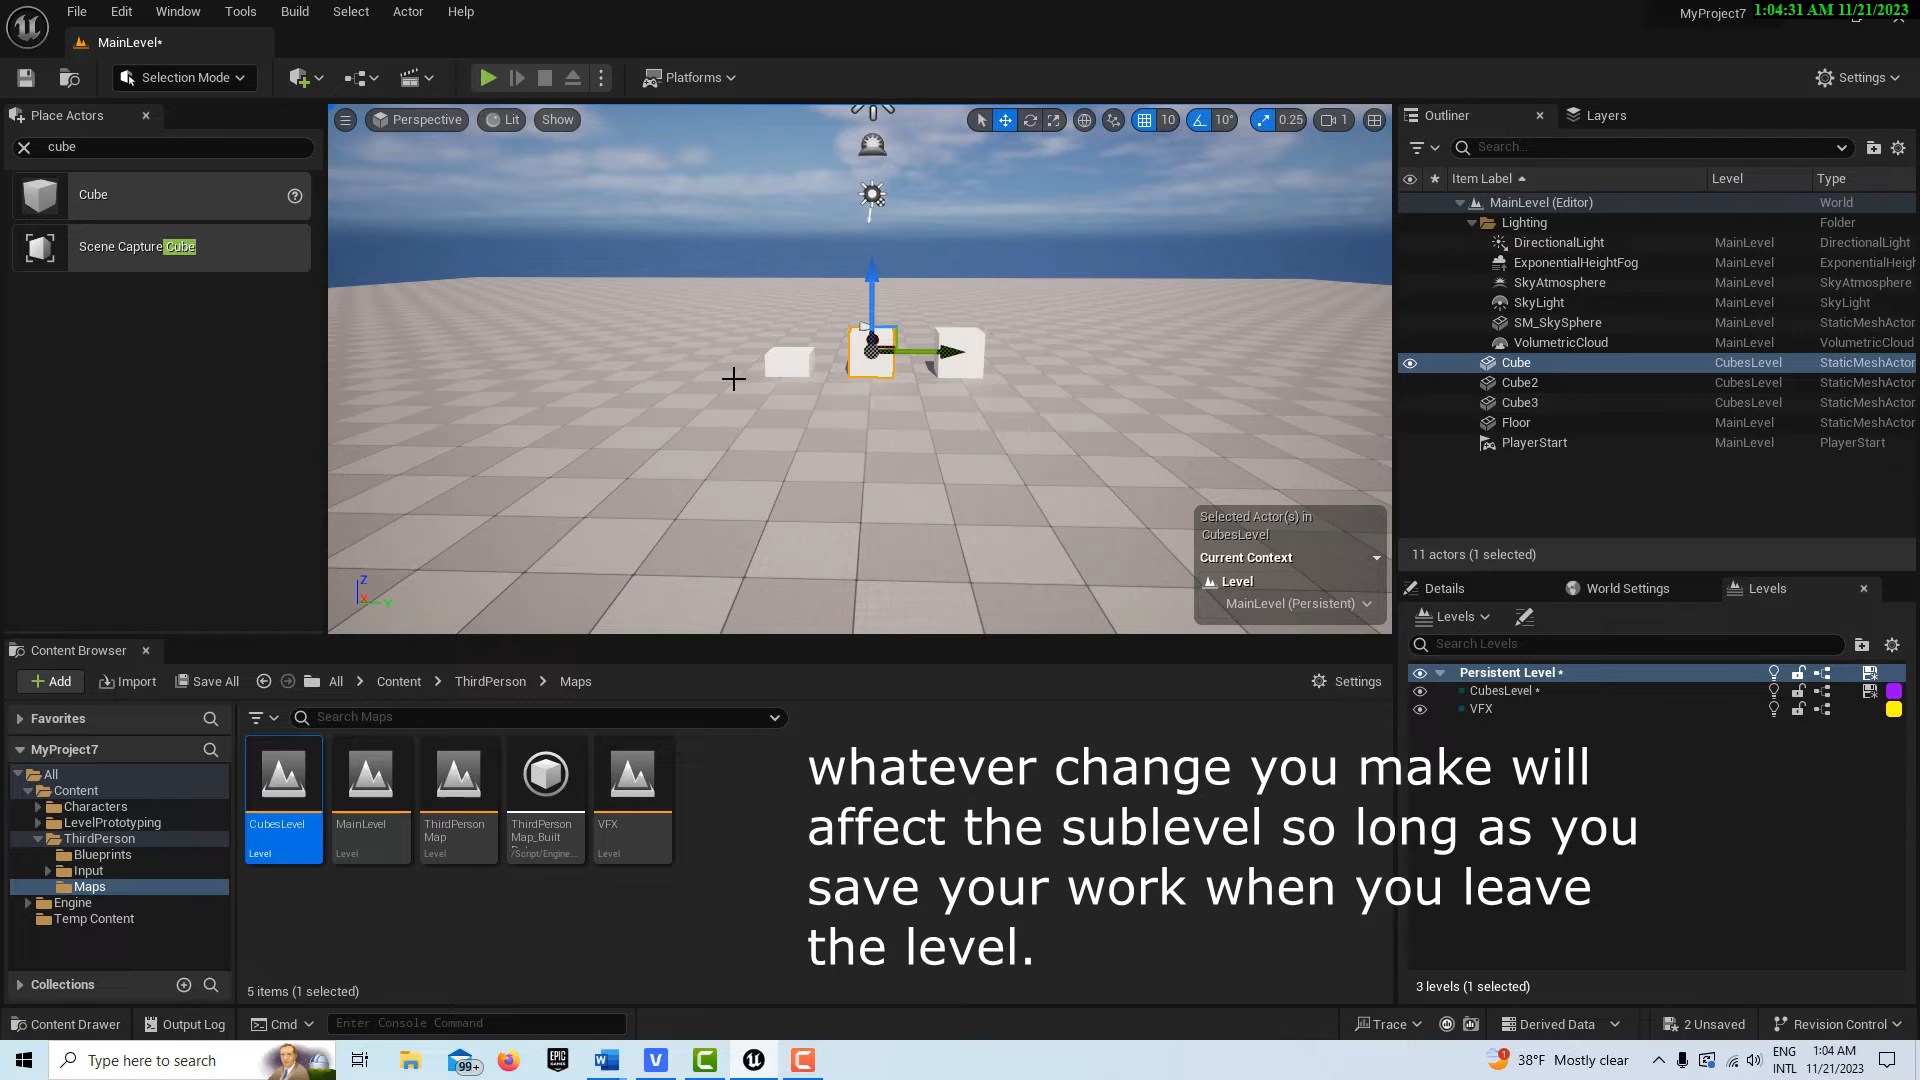 File Edit Window Tools Build Select Actor Help
MyProject7
1:04:31 AM 11/21/2023
MainLevel*
Selection Mode
Platforms
Settings
Place Actors
cube
Cube
Scene Capture Cube
Perspective Lit Show
10 10° 0.25 1
Selected Actor(s) in
CubesLevel
Current Context
Level
MainLevel (Persistent)
Z
X
Y
Outliner Layers
Search...
Item Label Level Type
MainLevel (Editor) World
Lighting Folder
DirectionalLight MainLevel DirectionalLight
ExponentialHeightFog MainLevel ExponentialHeigh
SkyAtmosphere MainLevel SkyAtmosphere
SkyLight MainLevel SkyLight
SM_SkySphere MainLevel StaticMeshActor
VolumetricCloud MainLevel VolumetricCloud
Cube CubesLevel StaticMeshActor
Cube2 CubesLevel StaticMeshActor
Cube3 CubesLevel StaticMeshActor
Floor MainLevel StaticMeshActor
PlayerStart MainLevel PlayerStart
11 actors (1 selected)
Details World Settings Levels
Levels
Search Levels
Persistent Level *
CubesLevel *
VFX
3 levels (1 selected)
Content Browser
Add Import Save All All > Content > ThirdPerson > Maps
Settings
Favorites
MyProject7
All
Content
Characters
LevelPrototyping
ThirdPerson
Blueprints
Input
Maps
Engine
Temp Content
Collections
Search Maps
CubesLevel
Level
MainLevel
Level
ThirdPerson
Map
Level
ThirdPerson
Map_Built
/Script/Engine...
VFX
Level
5 items (1 selected)
whatever change you make will
affect the sublevel so long as you
save your work when you leave
the level.
Content Drawer Output Log Cmd Enter Console Command
Trace Derived Data 2 Unsaved Revision Control
Type here to search
99+
EPIC
GAMES
38°F Mostly clear
ENG
INTL
1:04 AM
11/21/2023